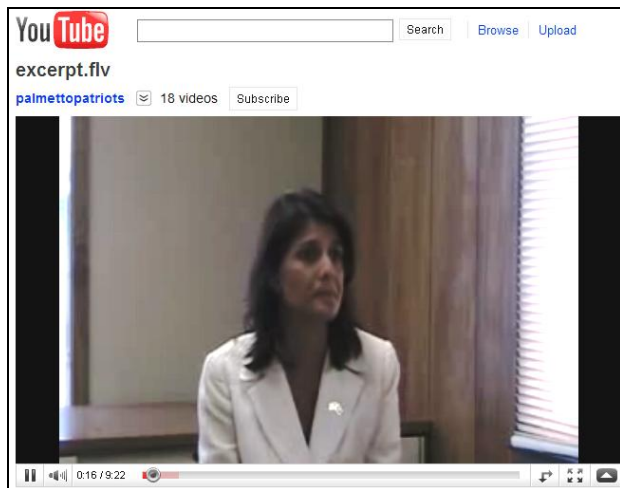 You Tube Search Browse Upload
excerpt.flv
palmettopatriots 18 videos Subscribe
0:16 / 9:22